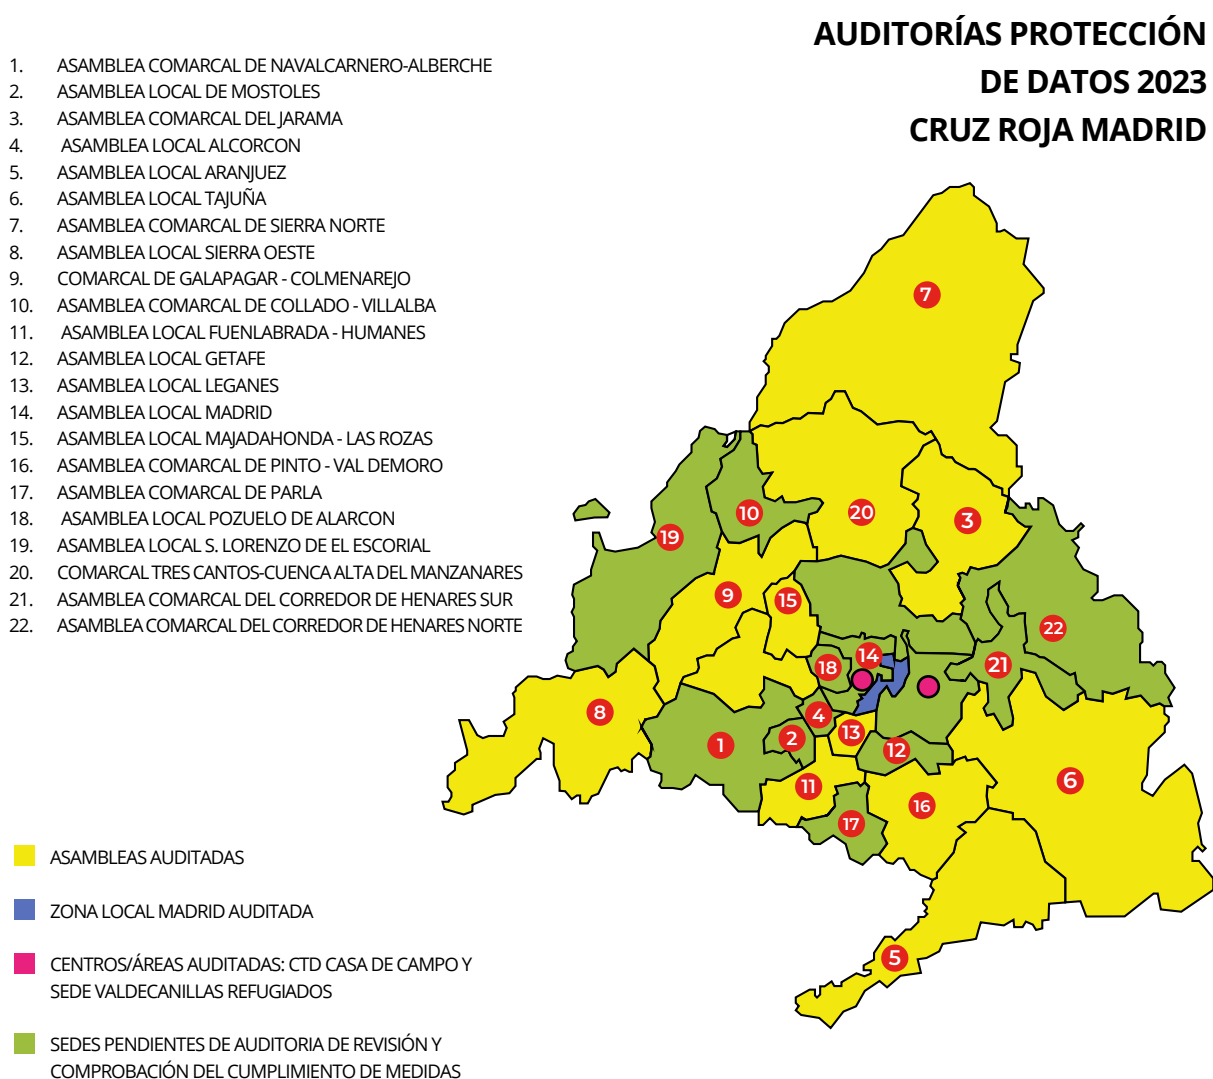 AUDITORÍAS PROTECCIÓN
DE DATOS 2023
CRUZ ROJA MADRID
1. ASAMBLEA COMARCAL DE NAVALCARNERO-ALBERCHE
2. ASAMBLEA LOCAL DE MOSTOLES
3. ASAMBLEA COMARCAL DEL JARAMA
4. ASAMBLEA LOCAL ALCORCON
5. ASAMBLEA LOCAL ARANJUEZ
6. ASAMBLEA LOCAL TAJUÑA
7. ASAMBLEA COMARCAL DE SIERRA NORTE
8. ASAMBLEA LOCAL SIERRA OESTE
9. COMARCAL DE GALAPAGAR - COLMENAREJO
10. ASAMBLEA COMARCAL DE COLLADO - VILLALBA
11. ASAMBLEA LOCAL FUENLABRADA - HUMANES
12. ASAMBLEA LOCAL GETAFE
13. ASAMBLEA LOCAL LEGANES
14. ASAMBLEA LOCAL MADRID
15. ASAMBLEA LOCAL MAJADAHONDA - LAS ROZAS
16. ASAMBLEA COMARCAL DE PINTO - VAL DEMORO
17. ASAMBLEA COMARCAL DE PARLA
18. ASAMBLEA LOCAL POZUELO DE ALARCON
19. ASAMBLEA LOCAL S. LORENZO DE EL ESCORIAL
20. COMARCAL TRES CANTOS-CUENCA ALTA DEL MANZANARES
21. ASAMBLEA COMARCAL DEL CORREDOR DE HENARES SUR
22. ASAMBLEA COMARCAL DEL CORREDOR DE HENARES NORTE
7
10
20
3
19
9
15
22
14
18
21
8
4
13
1
2
12
6
11
16
17
5
ASAMBLEAS AUDITADAS
ZONA LOCAL MADRID AUDITADA
CENTROS/ÁREAS AUDITADAS: CTD CASA DE CAMPO Y
SEDE VALDECANILLAS REFUGIADOS
SEDES PENDIENTES DE AUDITORIA DE REVISIÓN Y
COMPROBACIÓN DEL CUMPLIMIENTO DE MEDIDAS